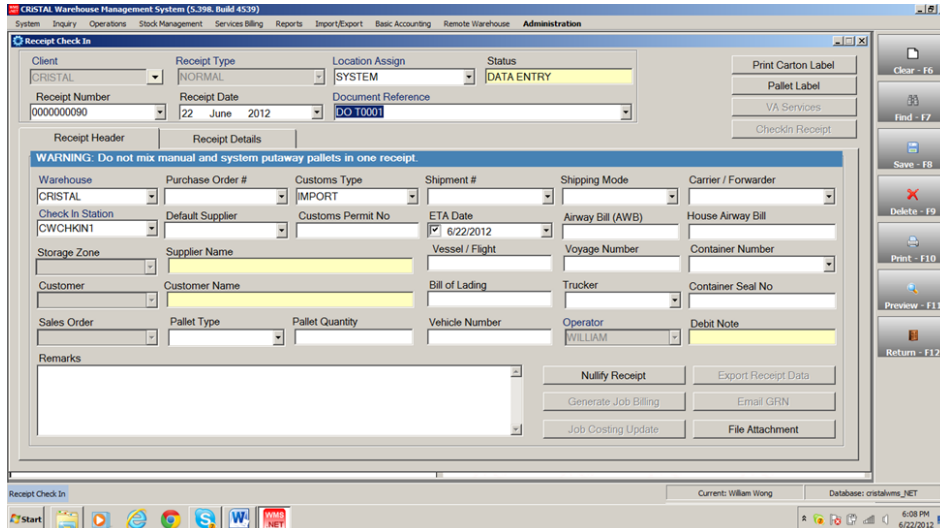 CRiSTAL Warehouse Management System (5.398. Build 4539)
System Inquiry Operations Stock Management Services Billing Reports Import/Export Basic Accounting Remote Warehouse Administration
Receipt Check In
Client Receipt Type Location Assign Status
CRISTAL NORMAL SYSTEM DATA ENTRY
Receipt Number Receipt Date Document Reference
0000000090 22 June 2012 DO T0001
Print Carton Label
Pallet Label
VA Services
CheckIn Receipt
Clear - F6
Find - F7
Save - F8
Delete - F9
Print - F10
Preview - F11
Return - F12
Receipt Header Receipt Details
WARNING: Do not mix manual and system putaway pallets in one receipt.
Warehouse Purchase Order # Customs Type Shipment # Shipping Mode Carrier / Forwarder
CRISTAL IMPORT
Check In Station Default Supplier Customs Permit No ETA Date Airway Bill (AWB) House Airway Bill
CWCHKIN1 6/22/2012
Storage Zone Supplier Name Vessel / Flight Voyage Number Container Number
Customer Customer Name Bill of Lading Trucker Container Seal No
Sales Order Pallet Type Pallet Quantity Vehicle Number Operator Debit Note
WILLIAM
Remarks
Nullify Receipt Export Receipt Data
Generate Job Billing Email GRN
Job Costing Update File Attachment
Receipt Check In Current: William Wong Database: cristalwms_NET
Start WMS .NET 6:08 PM
6/22/2012